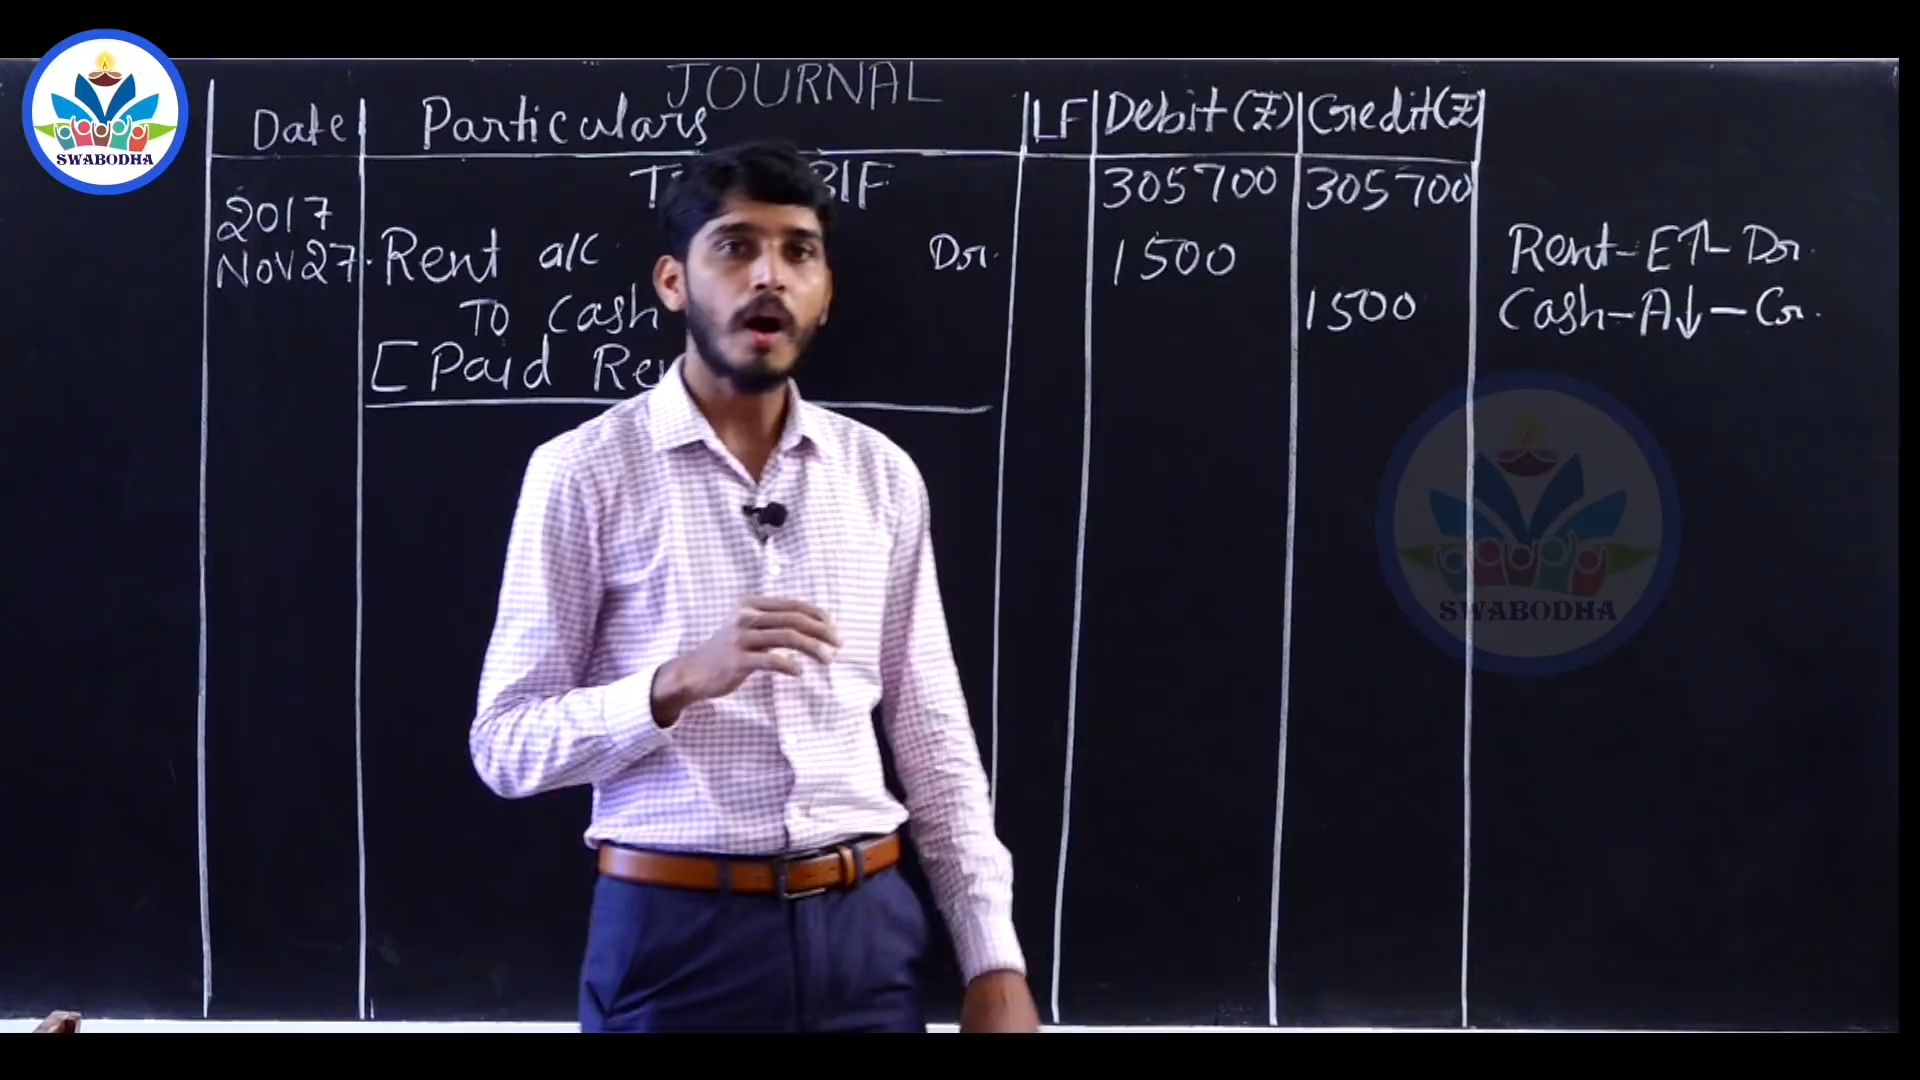 SWABODHA
JOURNAL
Date Particulars LF Debit (₹) Credit (₹)
B/F 305700 305700
2017
Nov 27 Rent a/c Dr. 1500 Rent-E↑-Dr.
To Cash 1500 Cash-A↓-Cr.
[Paid
SWABODHA